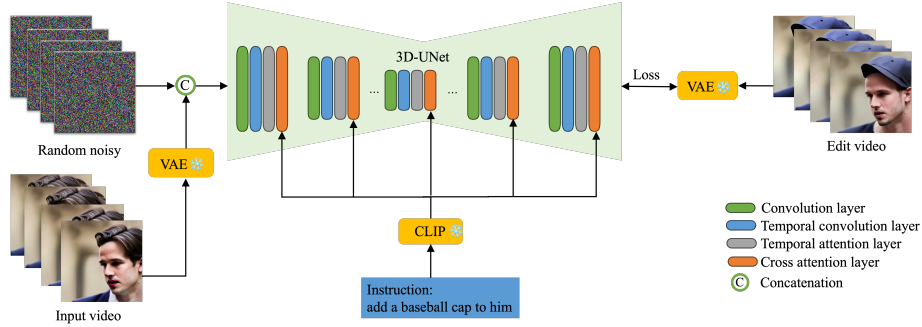 3D-UNet
C
... ...
Loss
VAE
Random noisy
VAE
Edit video
Input video
CLIP
Instruction:
add a baseball cap to him
Convolution layer
Temporal convolution layer
Temporal attention layer
Cross attention layer
C Concatenation